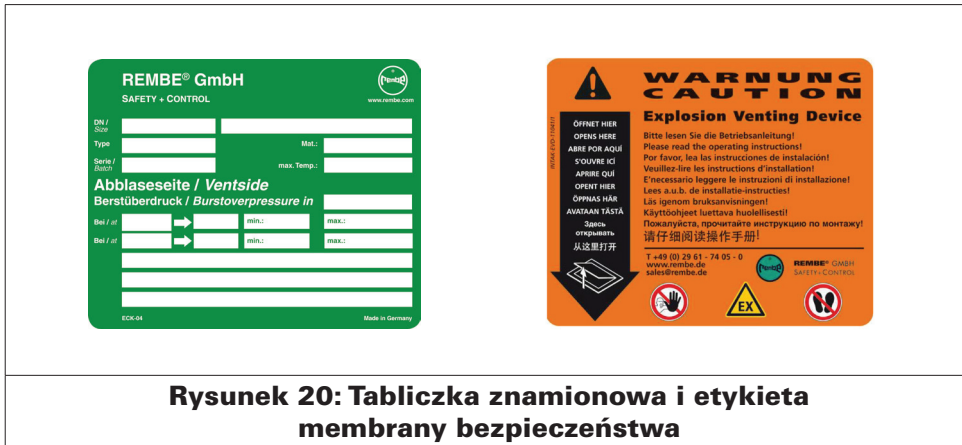 REMBE® GmbH
SAFETY + CONTROL
rembe
www.rembe.com
DN /
Size
Type
Mat.:
Serie /
Batch
max. Temp.:
Abblaseseite / Ventside
Berstüberdruck / Burstoverpressure in
Bei / at
min.:
max.:
Bei / at
min.:
max.:
ECK-04
Made in Germany
WARNUNG
CAUTION
Explosion Venting Device
ÖFFNET HIER
OPENS HERE
ABRE POR AQUÍ
S'OUVRE ICÍ
APRIRE QUÍ
OPENT HIER
ÖPPNAS HÄR
AVATAAN TÄSTÄ
Здесь
открывать
从这里打开
Bitte lesen Sie die Betriebsanleitung!
Please read the operating instructions!
Por favor, lea las instrucciones de instalación!
Veuillez-lire les instructions d'installation!
E'necessario leggere le instruzioni di installazione!
Lees a.u.b. de installatie-instructies!
Läs igenom bruksanvisningen!
Käyttöohjeet luettava huolellisesti!
Пожалуйста, прочитайте инструкцию по монтажу!
请仔细阅读操作手册!
T +49 (0) 29 61 - 74 05 - 0
www.rembe.de
sales@rembe.de
rembe
REMBE® GMBH
SAFETY+CONTROL
EX
Rysunek 20: Tabliczka znamionowa i etykieta
membrany bezpieczeństwa